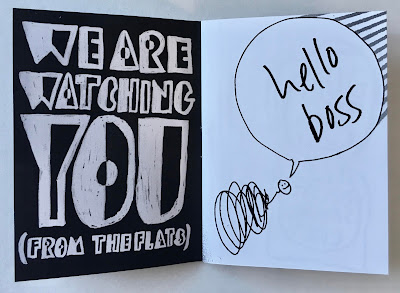 WE ARE
WATCHING
YOU
(FROM THE FLATS)
hello
boss